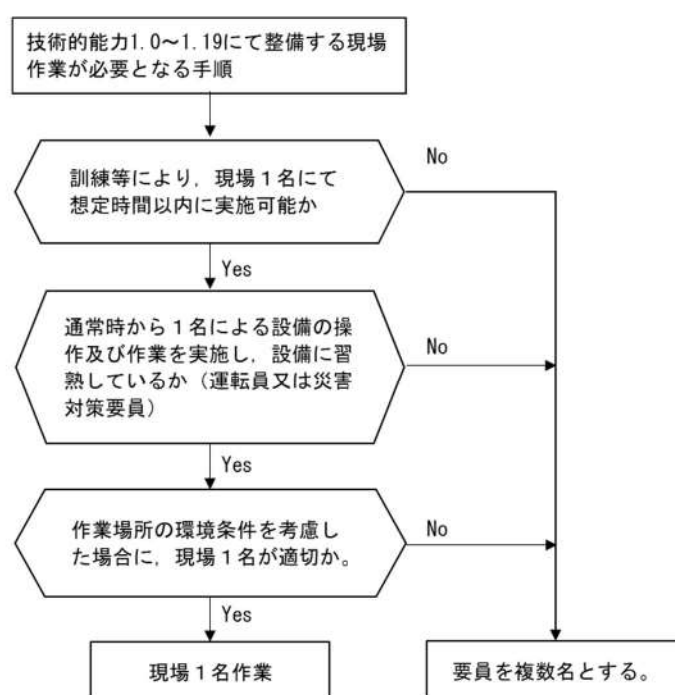 技術的能力1.0～1.19にて整備する現場
作業が必要となる手順
No
訓練等により，現場１名にて
想定時間以内に実施可能か
Yes
通常時から１名による設備の操
作及び作業を実施し，設備に習
熟しているか（運転員又は災害
対策要員）
No
Yes
作業場所の環境条件を考慮し
た場合に，現場１名が適切か。
No
Yes
現場１名作業
要員を複数名とする。